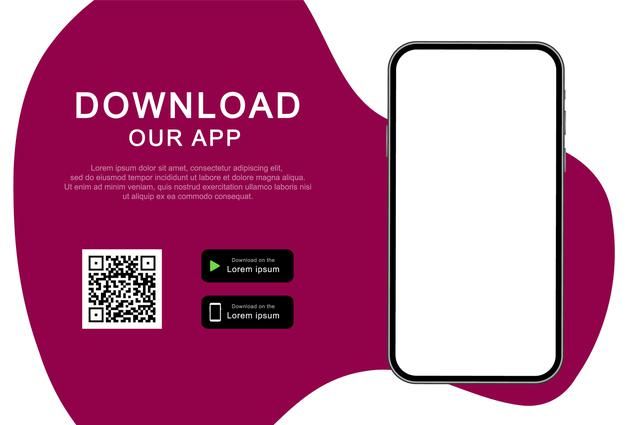 DOWNLOAD
OUR APP
Lorem ipsum dolor sit amet, consectetur adipiscing elit,
sed do eiusmod tempor incididunt ut labore et dolore magna aliqua.
Ut enim ad minim veniam, quis nostrud exercitation ullamco laboris nisi
ut aliquip ex ea commodo consequat.
Download on the
Lorem ipsum
Download on the
Lorem ipsum